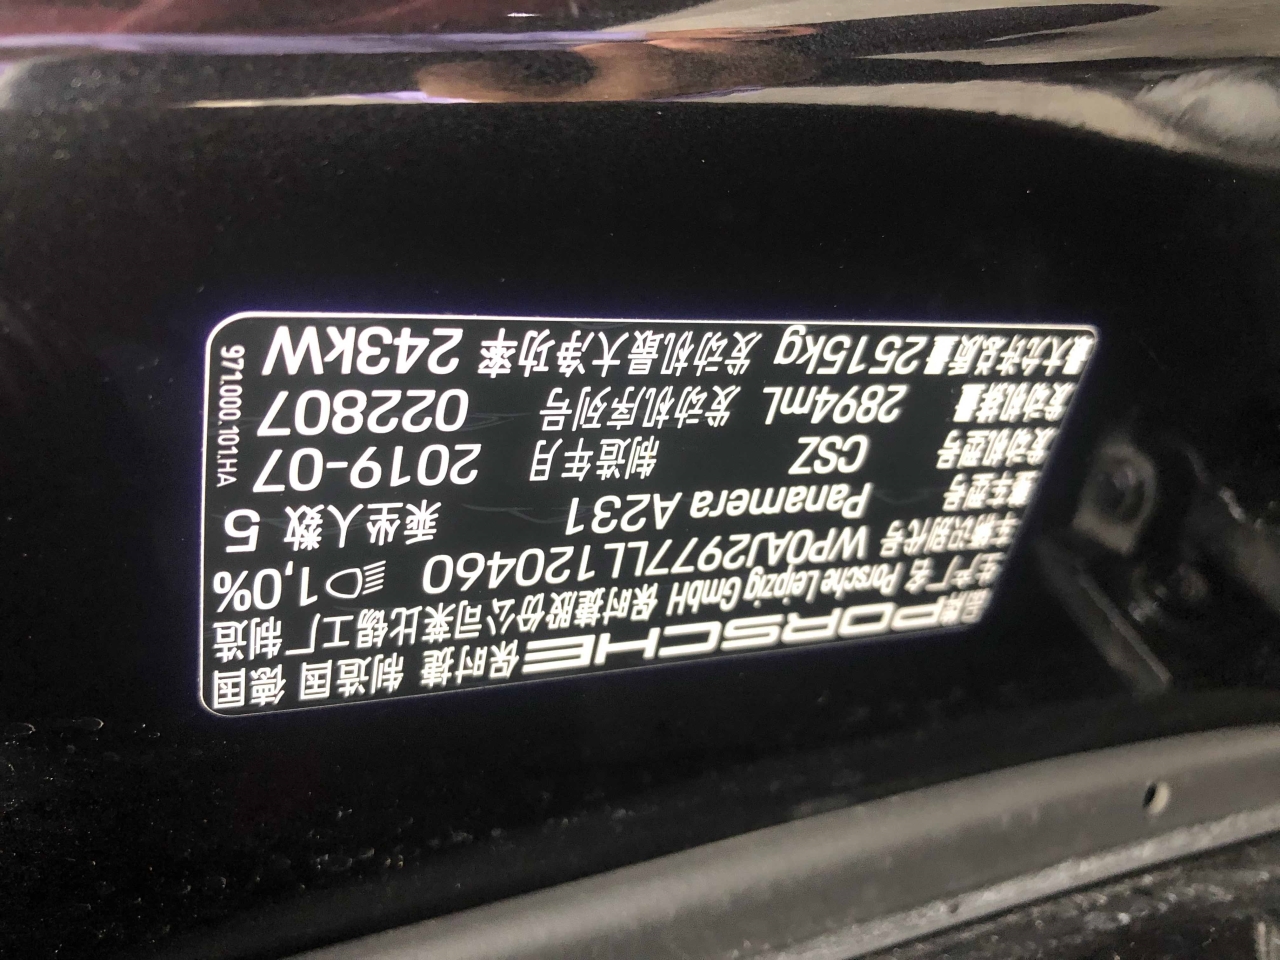 品牌 PORSCHE 保时捷 制造国 德国
生产厂名 Porsche Leipzig GmbH 保时捷股份公司莱比锡工厂制造
车辆识别代号 WP0AJ2977LL120460 1,0%
整车型号 Panamera A231 乘坐人数 5
发动机型号 CSZ 制造年月 2019-07
发动机排量 2894mL 发动机序列号 022807
最大允许总质量 2515kg 发动机最大净功率 243kW
971.000.101.HA